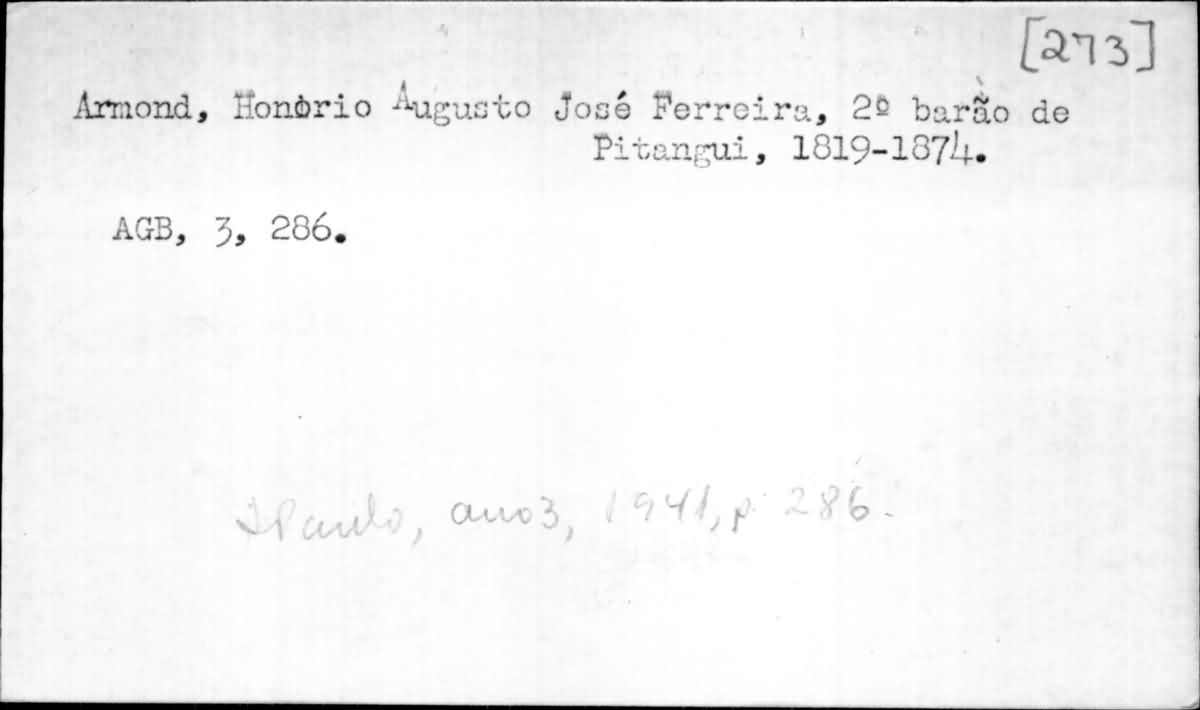 [273]
Armond, Honório Augusto José Ferreira, 2º barão de
Pitangui, 1819-1874.
AGB, 3, 286.
SPaulo, ano 3, 1941, p. 286.